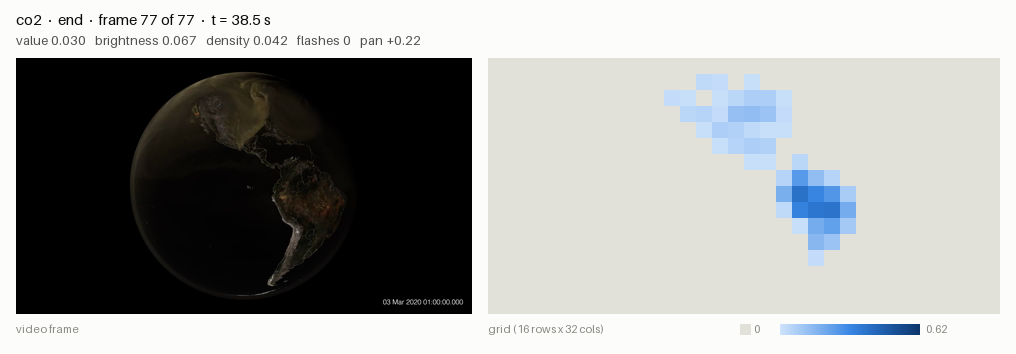 co2 · end · frame 77 of 77 · t = 38.5 s
value 0.030 brightness 0.067 density 0.042 flashes 0 pan +0.22
03 Mar 2020 01:00:00.000
video frame
grid (16 rows x 32 cols)
0
0.62